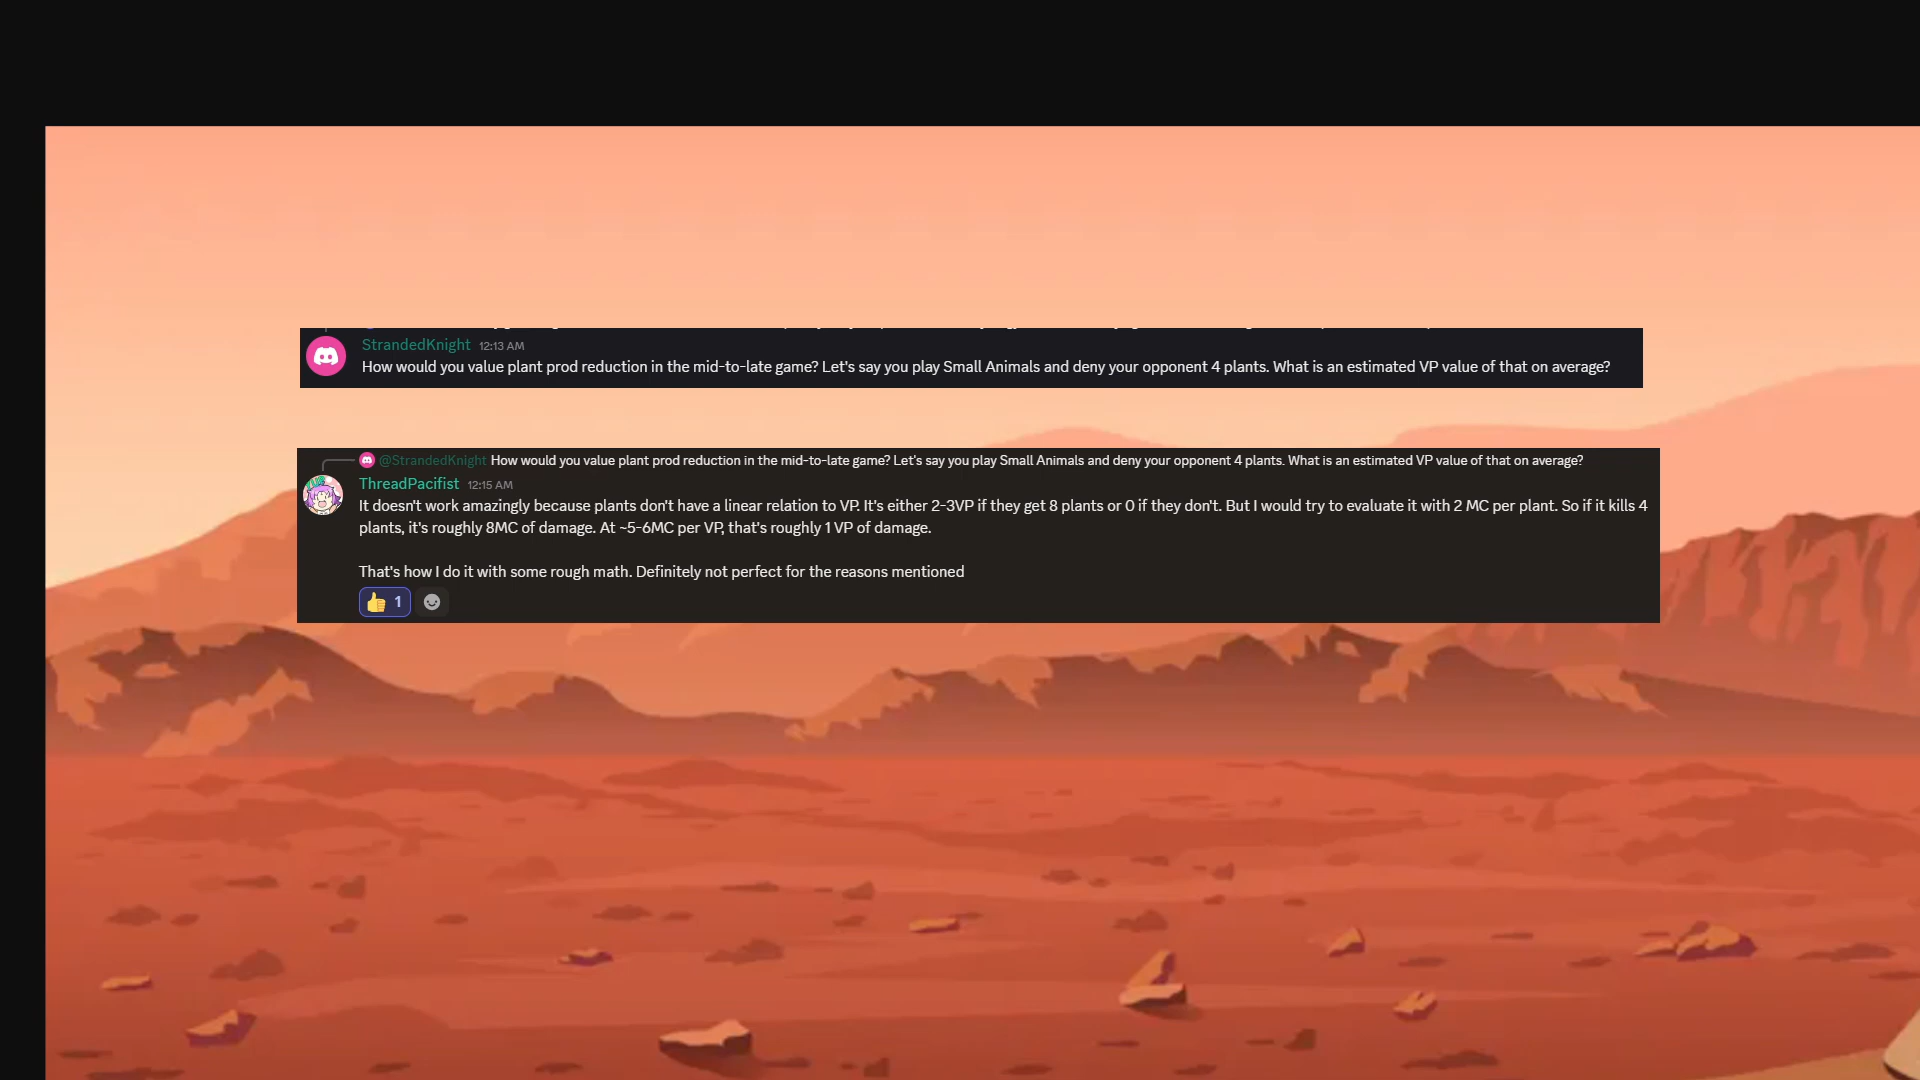 StrandedKnight 12:13 AM
How would you value plant prod reduction in the mid-to-late game? Let's say you play Small Animals and deny your opponent 4 plants. What is an estimated VP value of that on average?
@StrandedKnight How would you value plant prod reduction in the mid-to-late game? Let's say you play Small Animals and deny your opponent 4 plants. What is an estimated VP value of that on average?
ThreadPacifist 12:15 AM
It doesn't work amazingly because plants don't have a linear relation to VP. It's either 2-3VP if they get 8 plants or 0 if they don't. But I would try to evaluate it with 2 MC per plant. So if it kills 4
plants, it's roughly 8MC of damage. At ~5-6MC per VP, that's roughly 1 VP of damage.
That's how I do it with some rough math. Definitely not perfect for the reasons mentioned
1